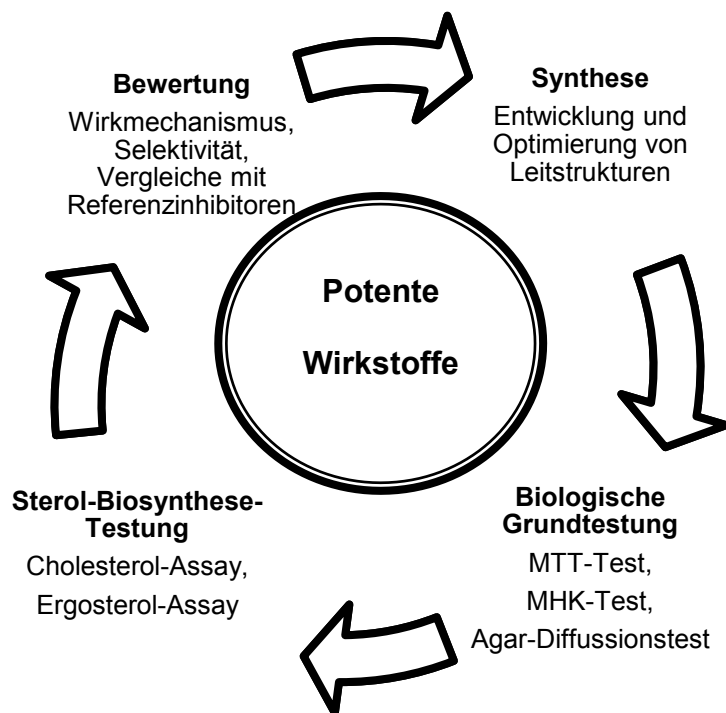 Bewertung
Wirkmechanismus,
Selektivität,
Vergleiche mit
Referenzinhibitoren
Synthese
Entwicklung und
Optimierung von
Leitstrukturen
Potente
Wirkstoffe
Sterol-Biosynthese-
Testung
Cholesterol-Assay,
Ergosterol-Assay
Biologische
Grundtestung
MTT-Test,
MHK-Test,
Agar-Diffussionstest